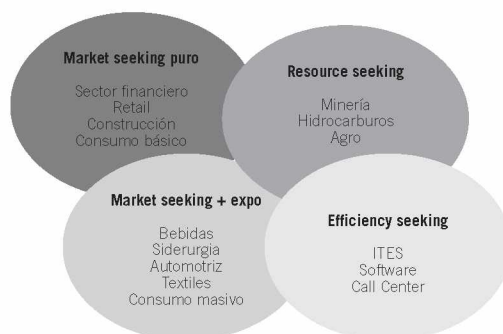 Market seeking puro
Sector financiero
Retail
Construcción
Consumo básico
Resource seeking
Minería
Hidrocarburos
Agro
Market seeking + expo
Bebidas
Siderurgia
Automotriz
Textiles
Consumo masivo
Efficiency seeking
ITES
Software
Call Center